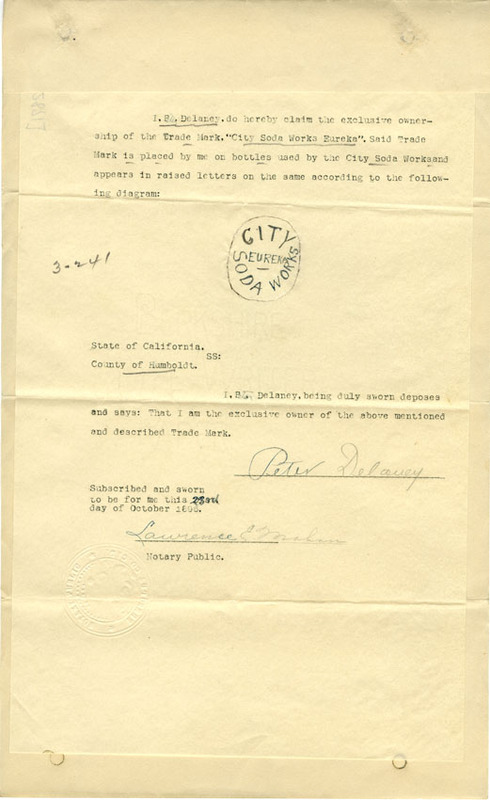 I.P. Delaney.do hereby claim the exclusive owner-
ship of the Trade Mark."City Soda Works Eureka".Said Trade
Mark is placed by me on bottles used by the City Soda Worksand
appears in raised letters on the same according to the follow-
ing diagram:
CITY
EUREKA
SODA WORKS
3-241
State of California.
SS:
County of Humboldt.
I.P. Delaney.being duly sworn deposes
and says: That I am the exclusive owner of the above mentioned
and described Trade Mark.
Peter Delaney
Subscribed and sworn
to be for me this
day of October
Lawrence E
Notary Public.